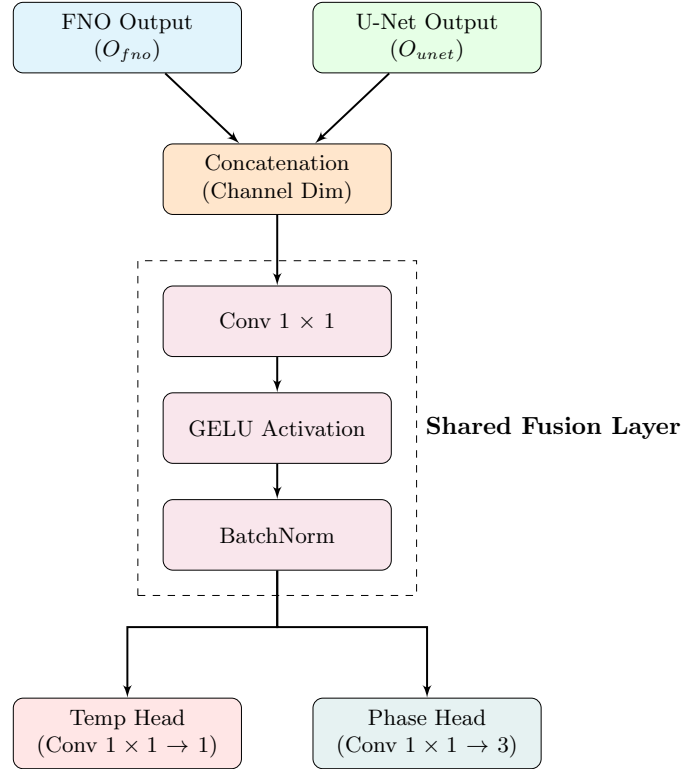 FNO Output
(O_fno)
U-Net Output
(O_unet)
Concatenation
(Channel Dim)
Conv 1 × 1
GELU Activation
Shared Fusion Layer
BatchNorm
Temp Head
(Conv 1 × 1 → 1)
Phase Head
(Conv 1 × 1 → 3)